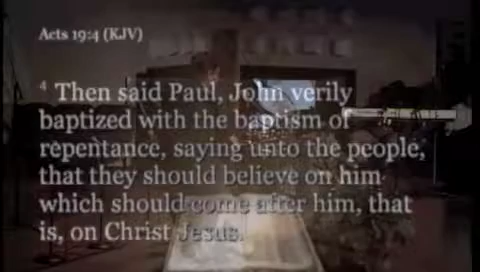 Acts 19:4 (KJV)
4 Then said Paul, John verily
baptized with the baptism of
repentance, saying unto the people,
that they should believe on him
which should come after him, that
is, on Christ Jesus.